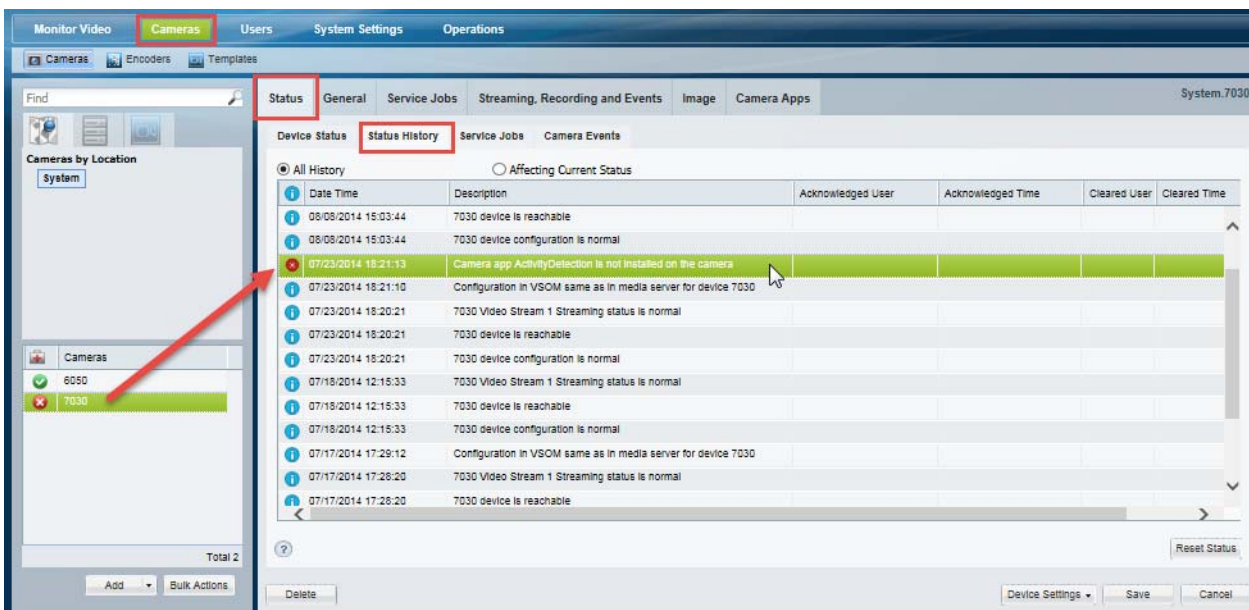 Monitor Video Cameras Users System Settings Operations
Cameras Encoders Templates
Find
Status General Service Jobs Streaming, Recording and Events Image Camera Apps System.7030
Device Status Status History Service Jobs Camera Events
Cameras by Location
System
All History Affecting Current Status
Date Time Description Acknowledged User Acknowledged Time Cleared User Cleared Time
08/08/2014 15:03:44 7030 device is reachable
08/08/2014 15:03:44 7030 device configuration is normal
07/23/2014 18:21:13 Camera app ActivityDetection is not installed on the camera
07/23/2014 18:21:10 Configuration in VSOM same as in media server for device 7030
07/23/2014 18:20:21 7030 Video Stream 1 Streaming status is normal
07/23/2014 18:20:21 7030 device is reachable
07/23/2014 18:20:21 7030 device configuration is normal
07/18/2014 12:15:33 7030 Video Stream 1 Streaming status is normal
07/18/2014 12:15:33 7030 device is reachable
07/18/2014 12:15:33 7030 device configuration is normal
07/17/2014 17:29:12 Configuration in VSOM same as in media server for device 7030
07/17/2014 17:28:20 7030 Video Stream 1 Streaming status is normal
07/17/2014 17:28:20 7030 device is reachable
Cameras
6050
7030
Total 2
Add Bulk Actions
? Reset Status
Delete Device Settings Save Cancel